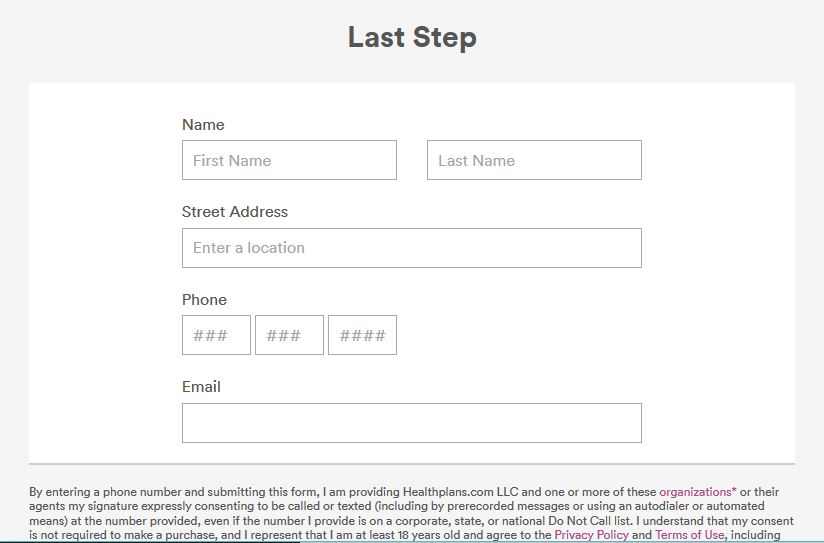 Last Step
Name
First Name Last Name
Street Address
Enter a location
Phone
### ### ####
Email
By entering a phone number and submitting this form, I am providing Healthplans.com LLC and one or more of these organizations* or their
agents my signature expressly consenting to be called or texted (including by prerecorded messages or using an autodialer or automated
means) at the number provided, even if the number I provide is on a corporate, state, or national Do Not Call list. I understand that my consent
is not required to make a purchase, and I represent that I am at least 18 years old and agree to the Privacy Policy and Terms of Use, including